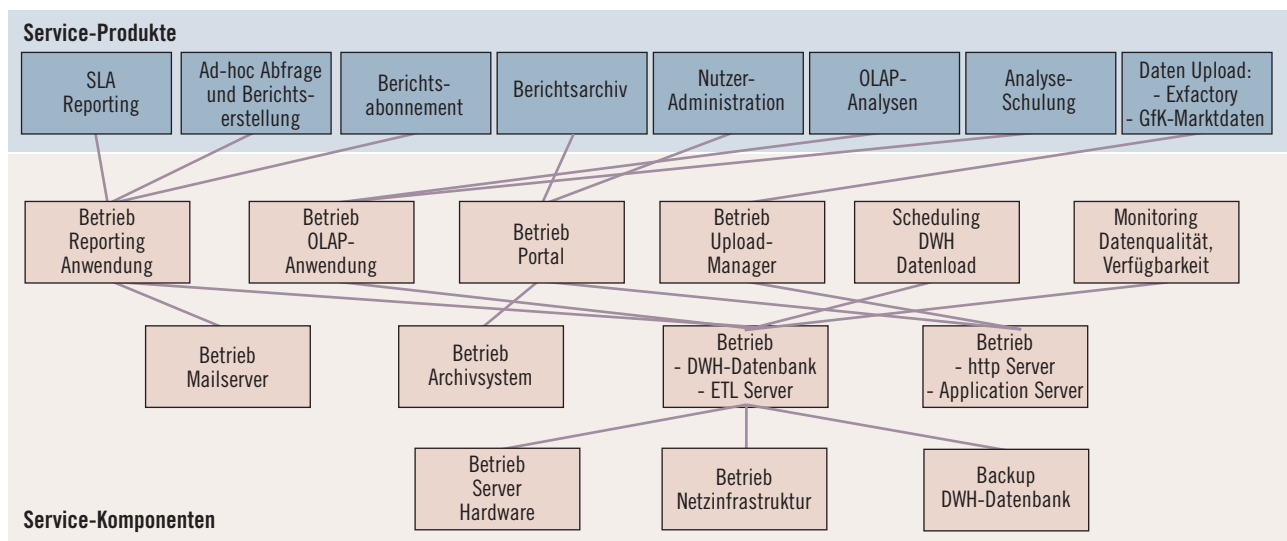 Service-Produkte
SLA
Reporting
Ad-hoc Abfrage
und Berichts-
erstellung
Berichts-
abonnement
Berichtsarchiv
Nutzer-
Administration
OLAP-
Analysen
Analyse-
Schulung
Daten Upload:
- Exfactory
- GfK-Marktdaten
Betrieb
Reporting
Anwendung
Betrieb
OLAP-
Anwendung
Betrieb
Portal
Betrieb
Upload-
Manager
Scheduling
DWH
Datenload
Monitoring
Datenqualität,
Verfügbarkeit
Betrieb
Mailserver
Betrieb
Archivsystem
Betrieb
- DWH-Datenbank
- ETL Server
Betrieb
- http Server
- Application Server
Betrieb
Server
Hardware
Betrieb
Netzinfrastruktur
Backup
DWH-Datenbank
Service-Komponenten